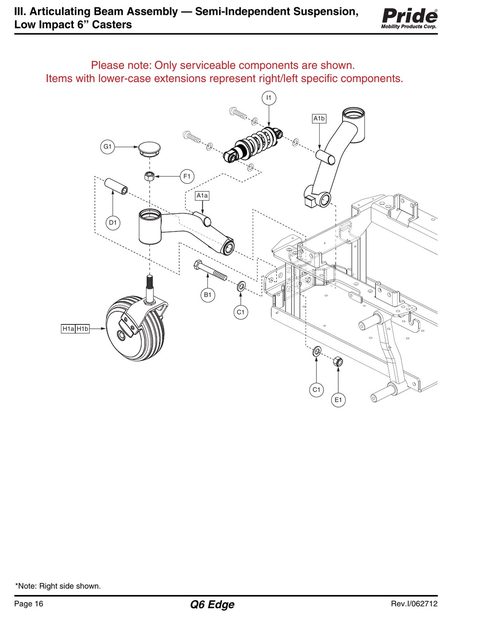 III. Articulating Beam Assembly — Semi-Independent Suspension,
Low Impact 6” Casters
Pride®
Mobility Products Corp.
Please note: Only serviceable components are shown.
Items with lower-case extensions represent right/left specific components.
I1
A1b
G1
F1
A1a
D1
B1
C1
H1a H1b
C1
E1
*Note: Right side shown.
Page 16
Q6 Edge
Rev.I/062712